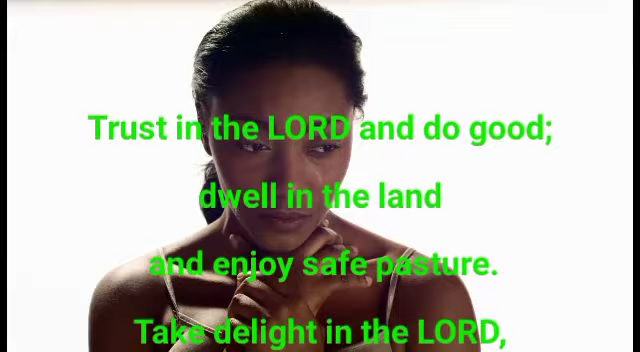 Trust in the LORD and do good;
dwell in the land
and enjoy safe pasture.
Take delight in the LORD,